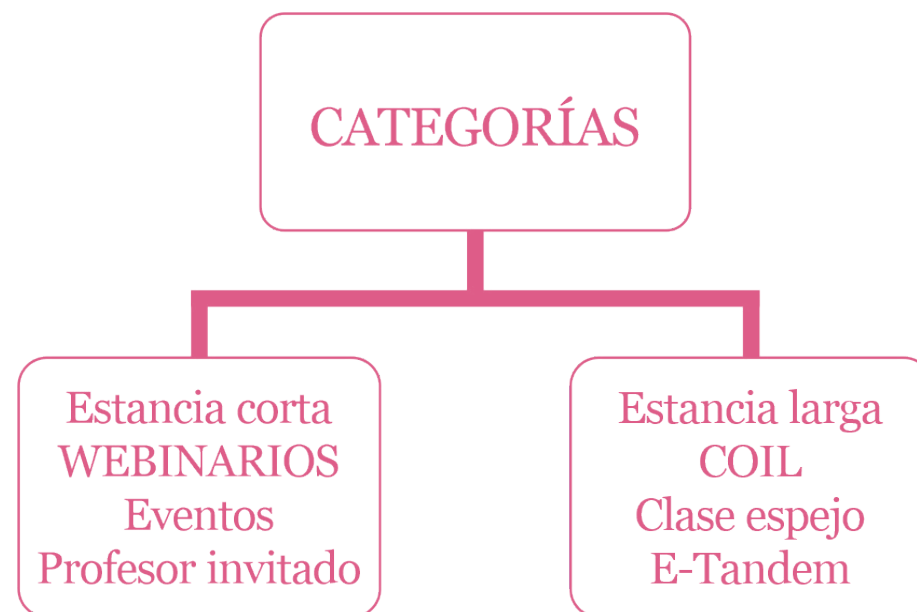 CATEGORÍAS
Estancia corta
WEBINARIOS
Eventos
Profesor invitado
Estancia larga
COIL
Clase espejo
E-Tandem